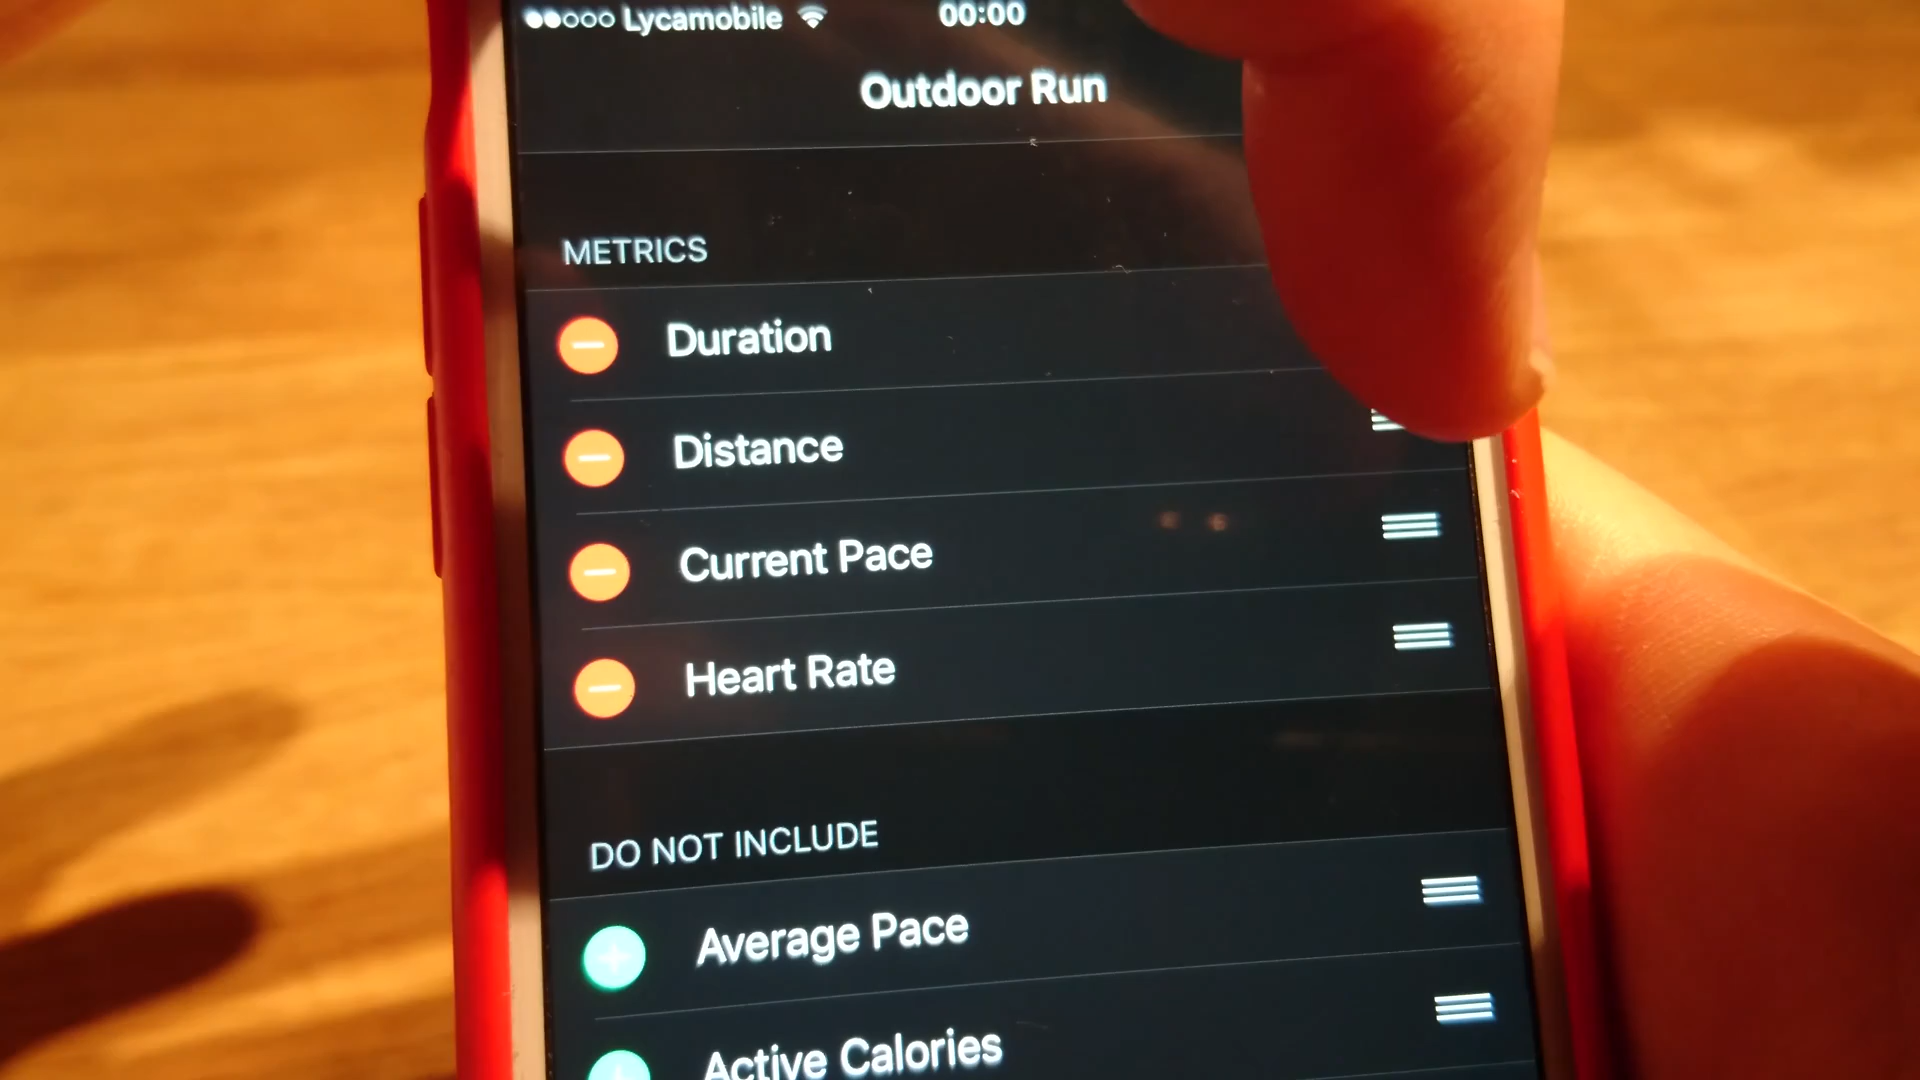 Lycamobile 00:00
Outdoor Run
METRICS
Duration
Distance
Current Pace
Heart Rate
DO NOT INCLUDE
Average Pace
Active Calories